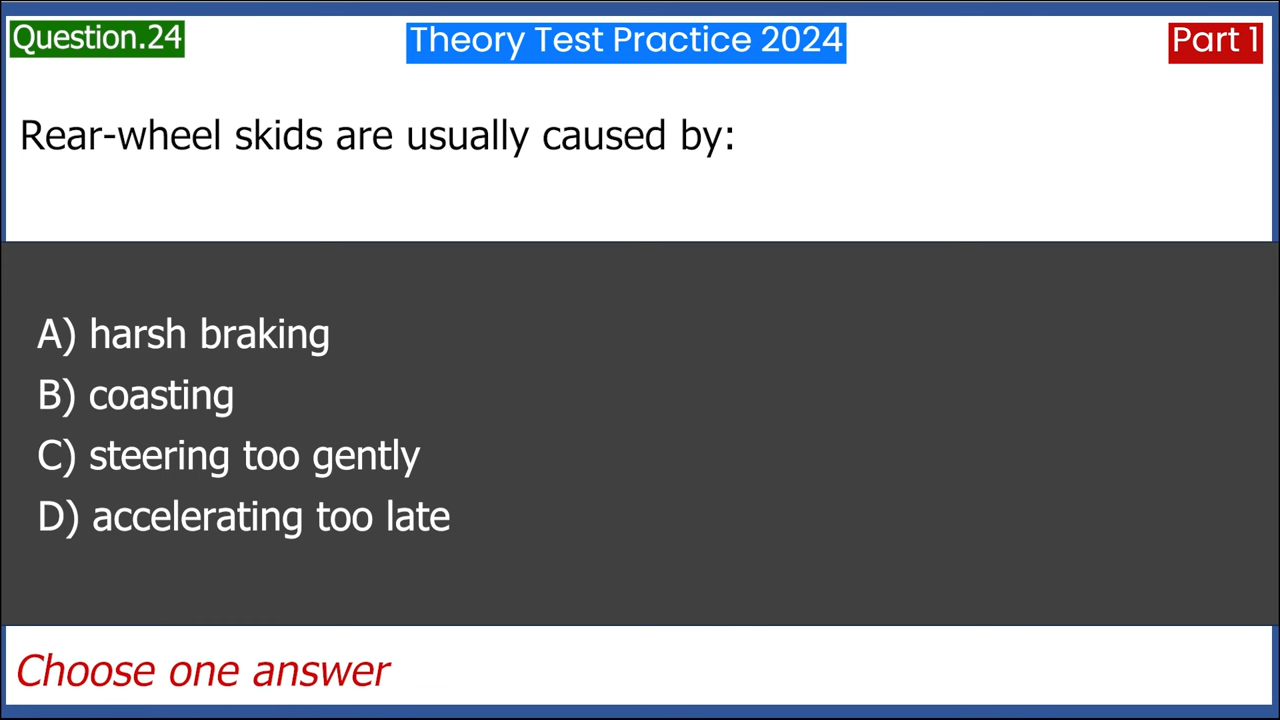 Question.24
Theory Test Practice 2024
Part 1
Rear-wheel skids are usually caused by:
A) harsh braking
B) coasting
C) steering too gently
D) accelerating too late
Choose one answer